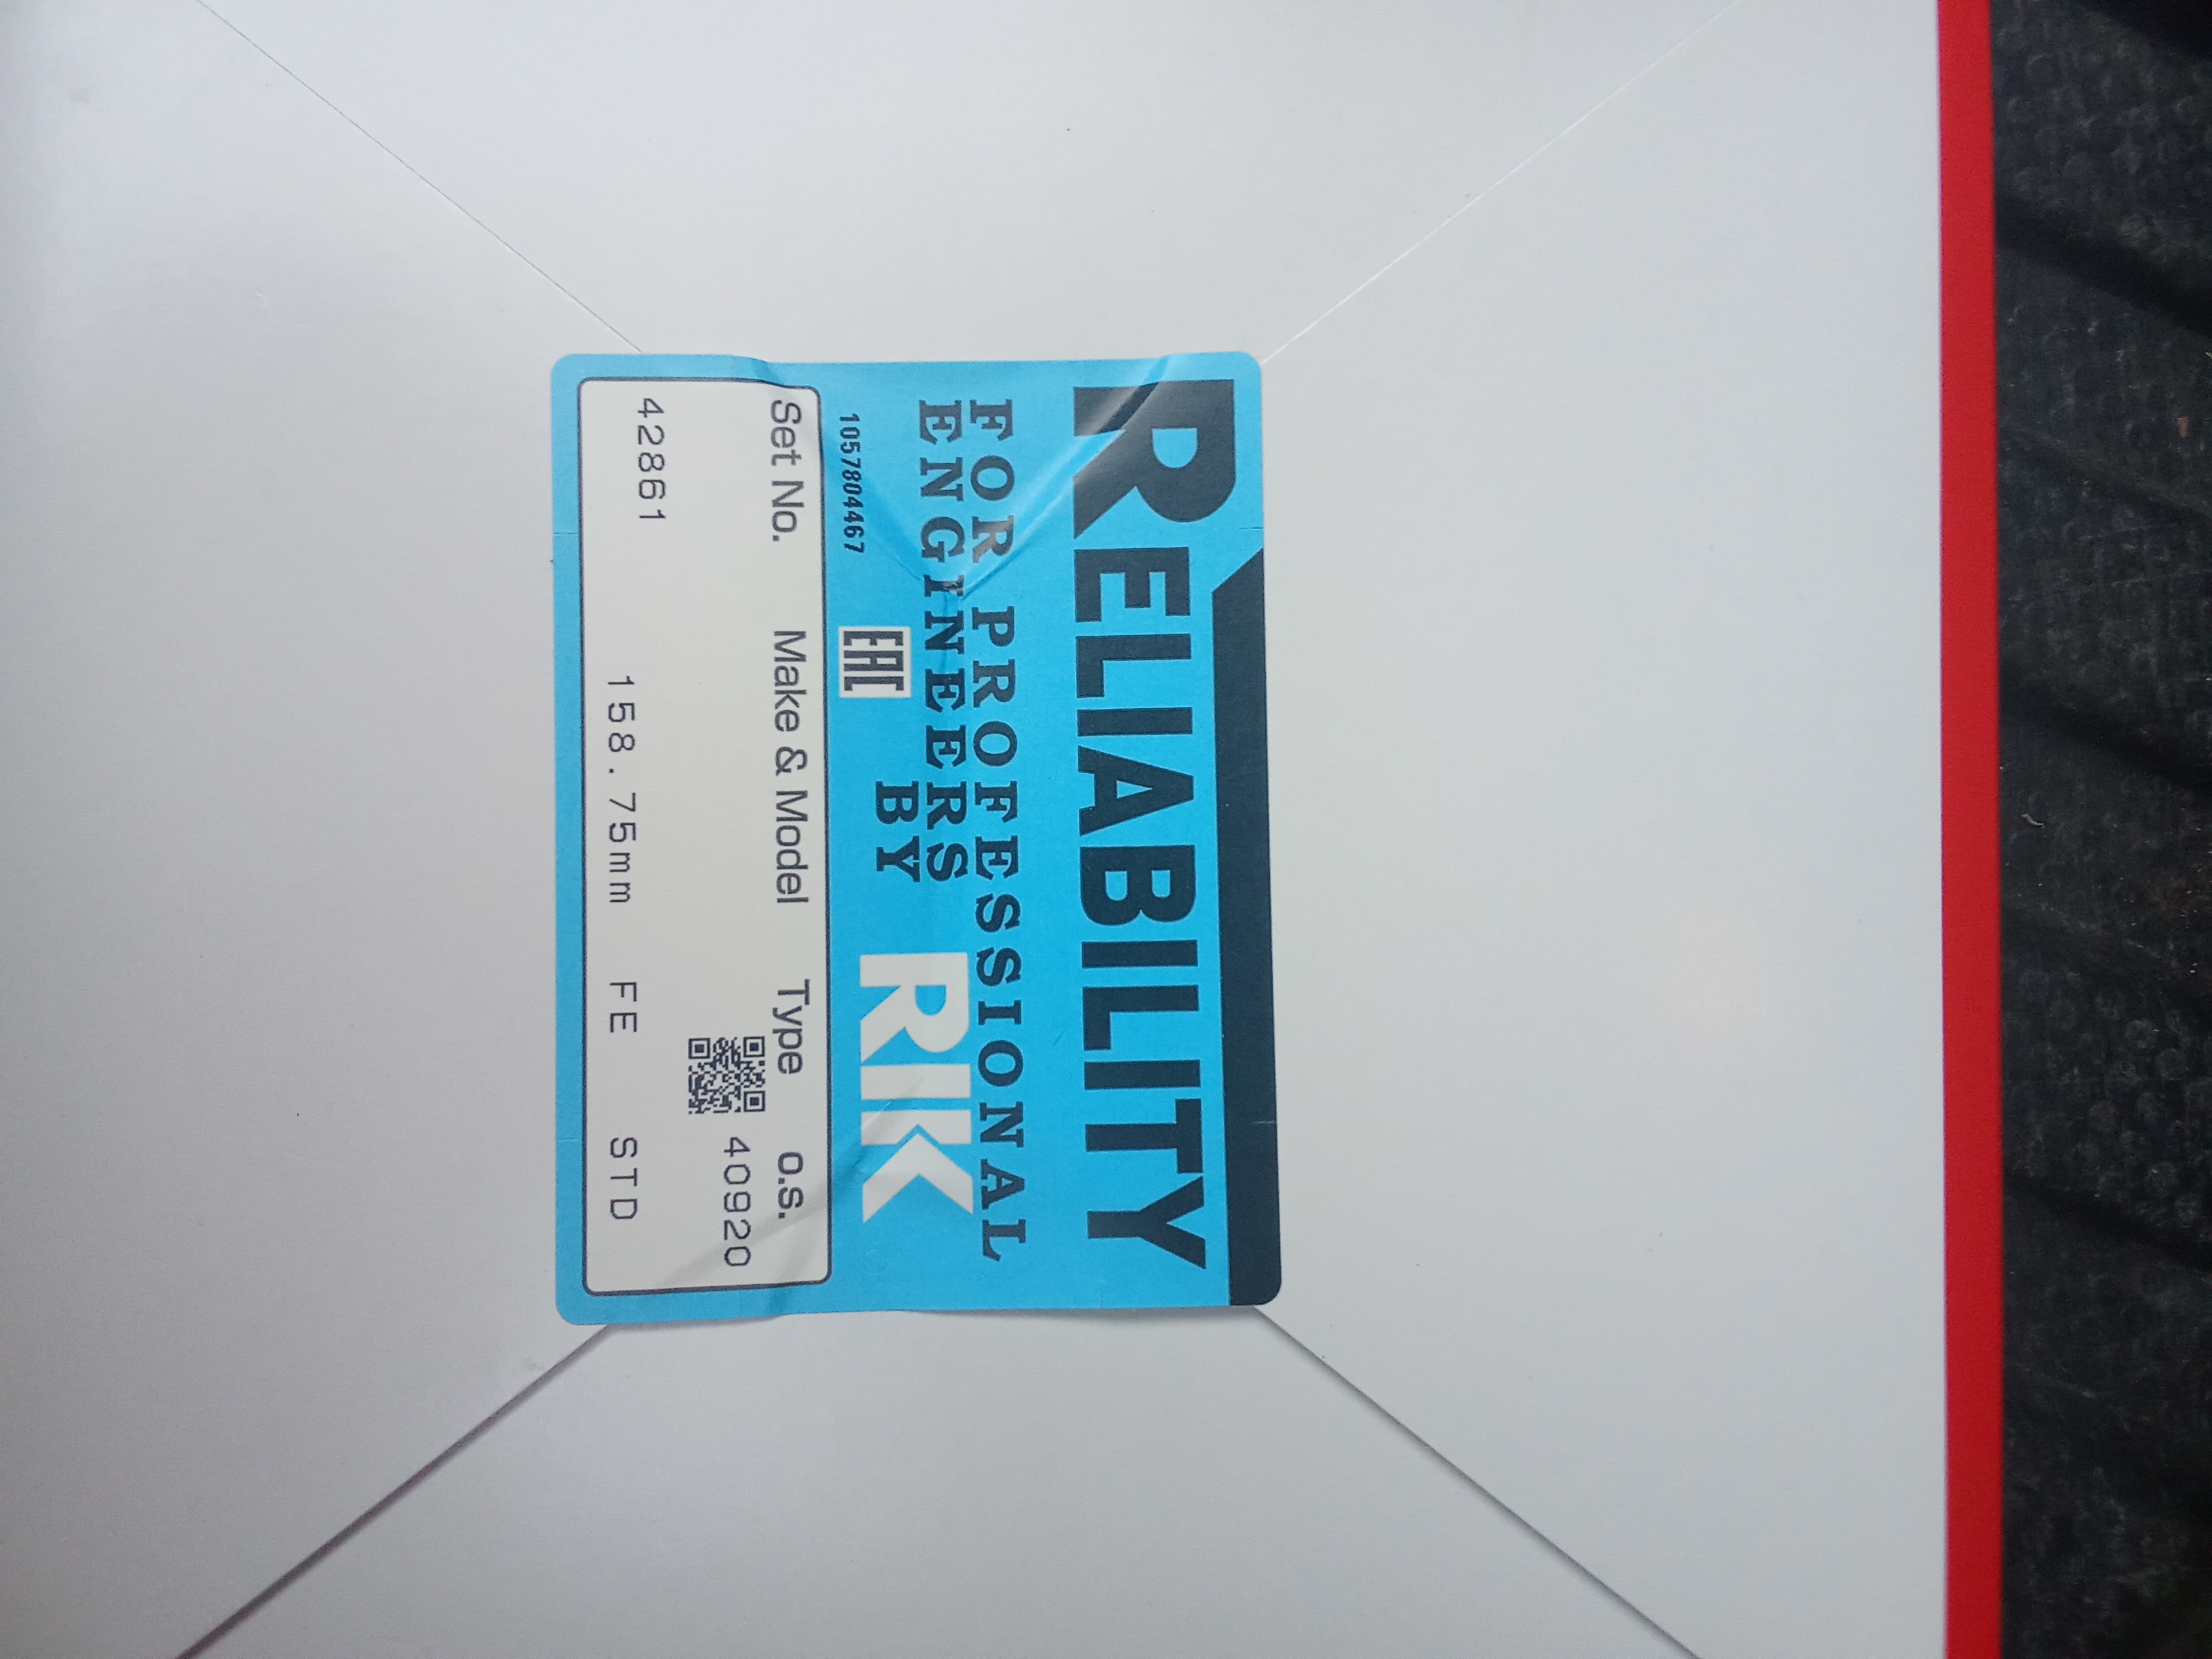 RELIABILITY
FOR PROFESSIONAL
ENGINEERS
BY RIK
1057804467 EAC
Set No. Make & Model Type o.s.
40920
42861
158.75mm FE STD